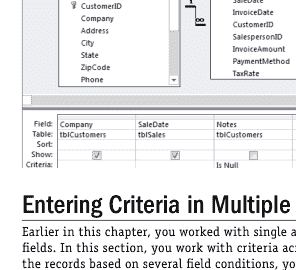 CustomerID
Company
Address
City
State
ZipCode
Phone
SaleDate
InvoiceDate
CustomerID
SalespersonID
InvoiceAmount
PaymentMethod
TaxRate
1
∞
Field: Company SaleDate Notes
Table: tblCustomers tblSales tblCustomers
Sort:
Show:
Criteria: Is Null
Entering Criteria in Multiple
Earlier in this chapter, you worked with single a
fields. In this section, you work with criteria acr
the records based on several field conditions, yo